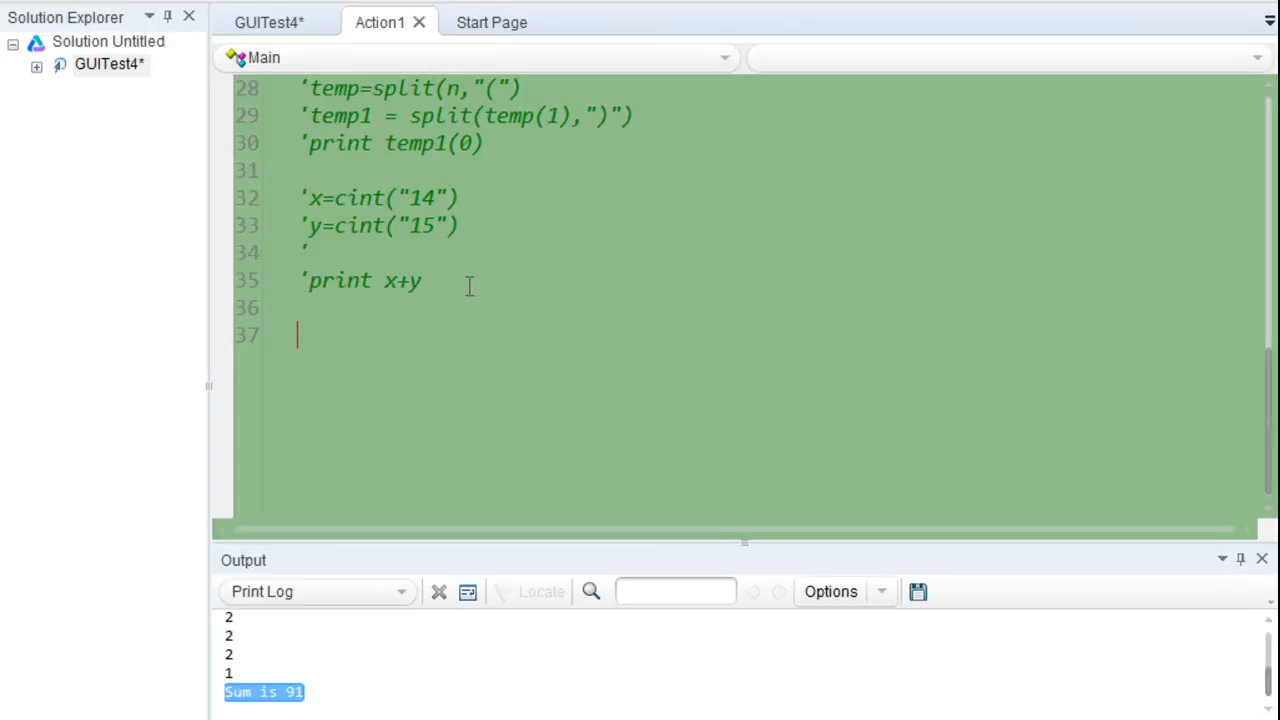 Solution Explorer
GUITest4*
Action1
Start Page
Solution Untitled
GUITest4*
Main
28 'temp=split(n,"(")
29 'temp1 = split(temp(1),")")
30 'print temp1(0)
31
32 'x=cint("14")
33 'y=cint("15")
34 '
35 'print x+y
36
37
Output
Print Log
Locate
Options
2
2
2
1
Sum is 91